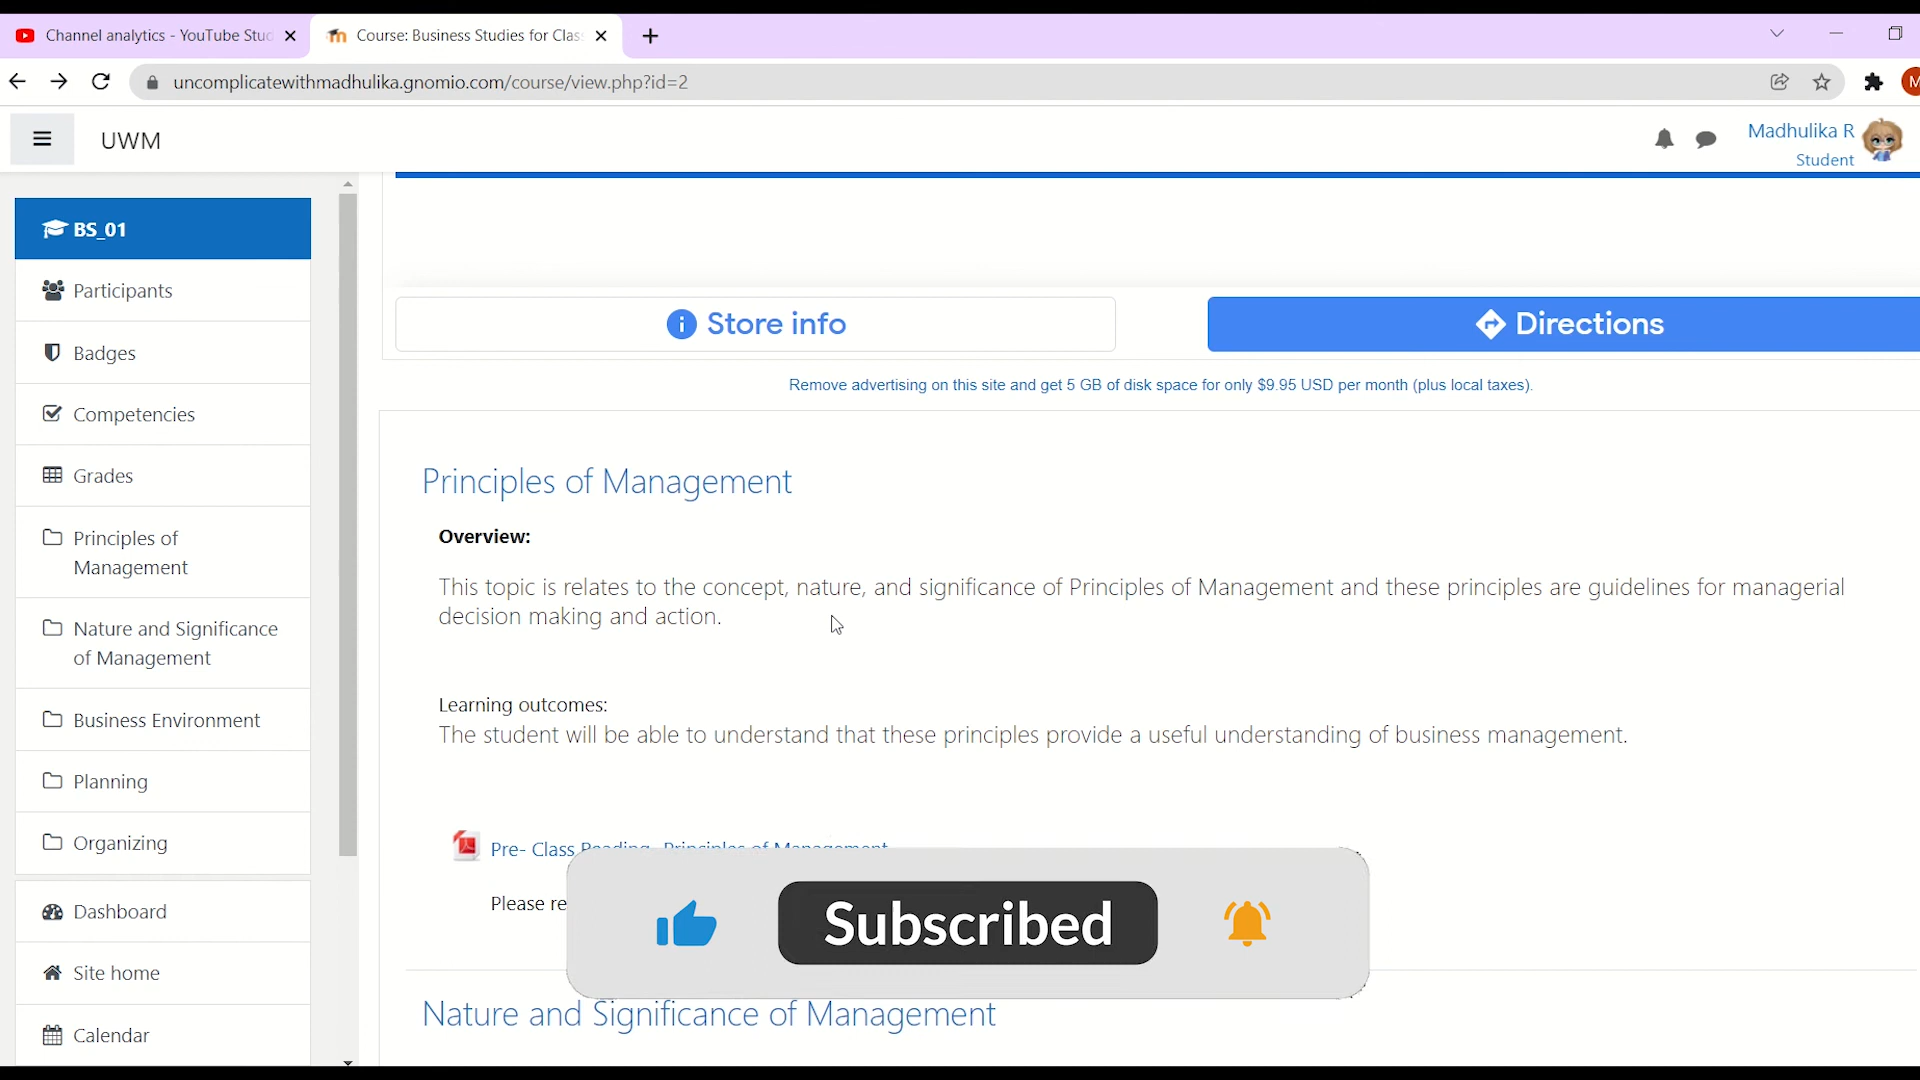 Channel analytics - YouTube Stud
Course: Business Studies for Clas
uncomplicatewithmadhulika.gnomio.com/course/view.php?id=2
M
UWM
Madhulika R
Student
BS_01
Participants
Badges
Competencies
Grades
Principles of
Management
Nature and Significance
of Management
Business Environment
Planning
Organizing
Dashboard
Site home
Calendar
Store info
Directions
Remove advertising on this site and get 5 GB of disk space for only $9.95 USD per month (plus local taxes).
Principles of Management
Overview:
This topic is relates to the concept, nature, and significance of Principles of Management and these principles are guidelines for managerial
decision making and action.
Learning outcomes:
The student will be able to understand that these principles provide a useful understanding of business management.
Pre- Class Reading- Principles of Management
Please re
Subscribed
Nature and Significance of Management